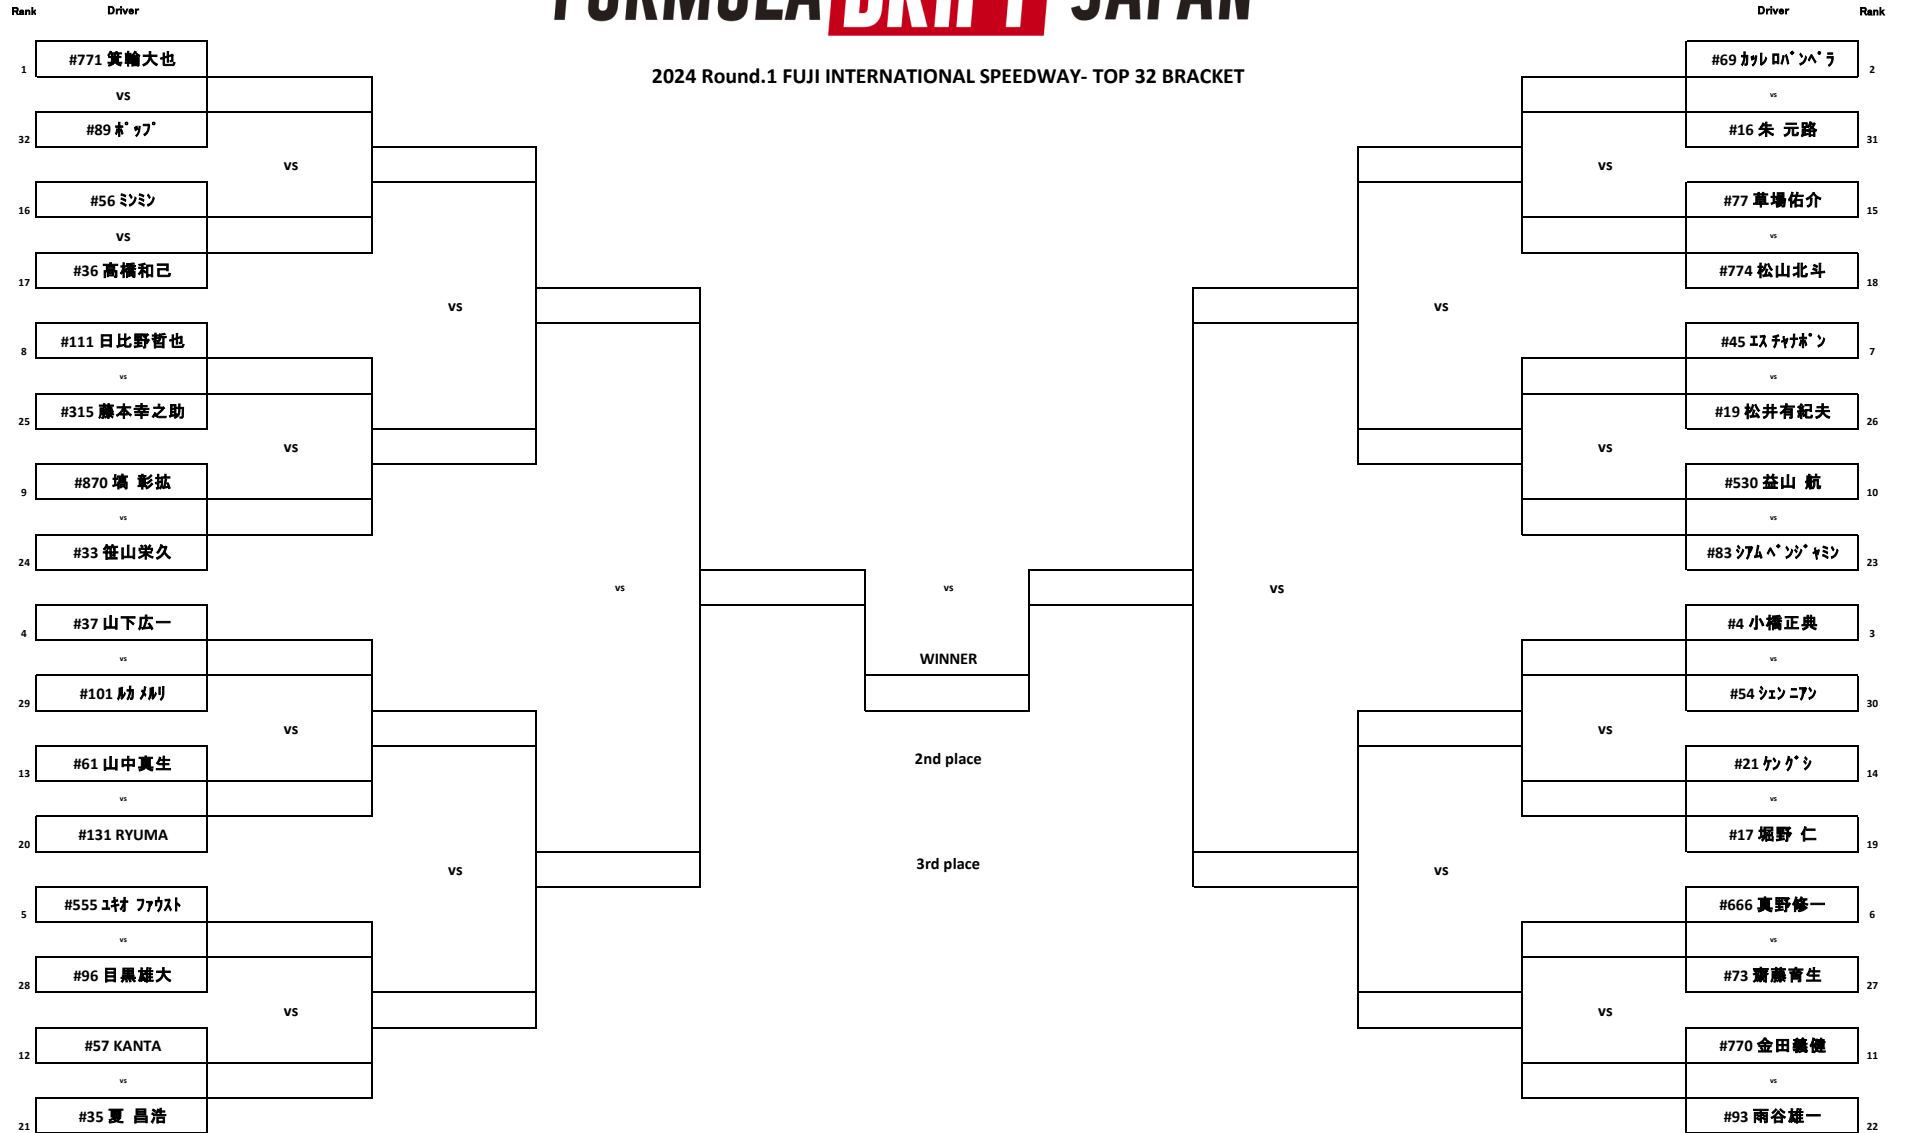 FORMULA DRIFT JAPAN
Rank Driver
Driver Rank
2024 Round.1 FUJI INTERNATIONAL SPEEDWAY- TOP 32 BRACKET
1 #771 箕輪大也
vs
32 #89 ﾎﾟｯﾌﾟ
vs
16 #56 ﾐﾝﾐﾝ
vs
17 #36 高橋和己
vs
8 #111 日比野哲也
vs
25 #315 藤本幸之助
vs
9 #870 塙 彰拡
vs
24 #33 笹山栄久
vs
4 #37 山下広一
vs
29 #101 ﾙｶ ﾒﾙﾘ
vs
13 #61 山中真生
vs
20 #131 RYUMA
vs
5 #555 ﾕｷｵ ﾌｧｳｽﾄ
vs
28 #96 目黒雄大
vs
12 #57 KANTA
vs
21 #35 夏 昌浩
vs
WINNER
2nd place
3rd place
#69 ｶｯﾚ ﾛﾊﾞﾝﾍﾟﾗ 2
vs
#16 朱 元路 31
vs
#77 草場佑介 15
vs
#774 松山北斗 18
vs
#45 ｴｽ ﾁｬﾅﾎﾟﾝ 7
vs
#19 松井有紀夫 26
vs
#530 益山 航 10
vs
#83 ｼｱﾑ ﾍﾞﾝｼﾞｬﾐﾝ 23
vs
#4 小橋正典 3
vs
#54 ｼｪﾝ ﾆｱﾝ 30
vs
#21 ｹﾝ ｸﾞｼ 14
vs
#17 堀野 仁 19
vs
#666 真野修一 6
vs
#73 齋藤育生 27
vs
#770 金田義健 11
vs
#93 雨谷雄一 22